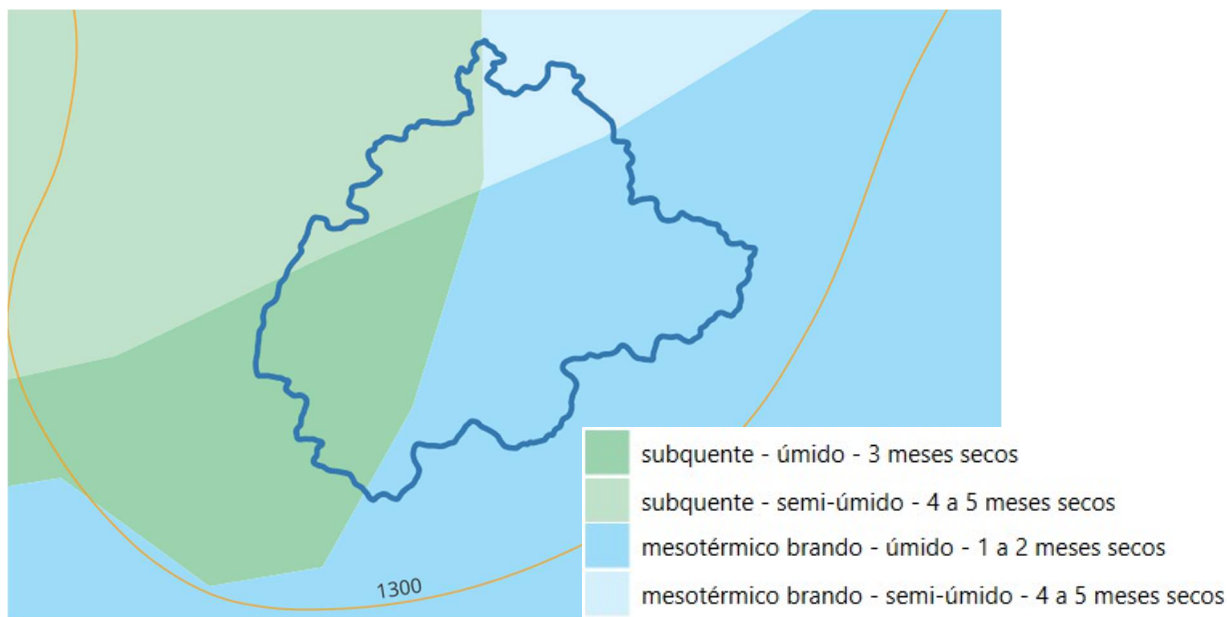 1300
subquente - úmido - 3 meses secos
subquente - semi-úmido - 4 a 5 meses secos
mesotérmico brando - úmido - 1 a 2 meses secos
mesotérmico brando - semi-úmido - 4 a 5 meses secos